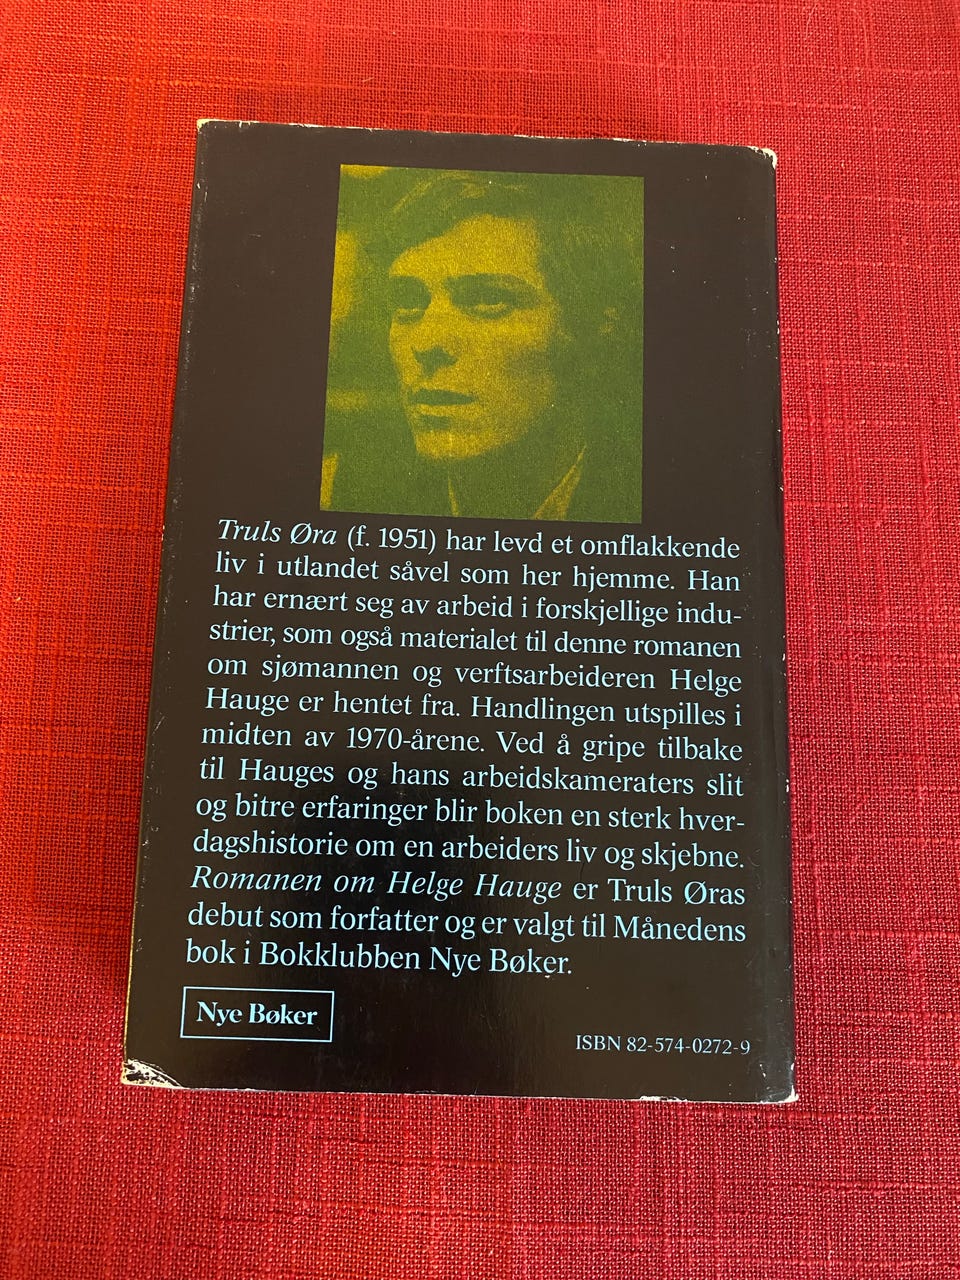 Truls Øra (f. 1951) har levd et omflakkende
liv i utlandet såvel som her hjemme. Han
har ernært seg av arbeid i forskjellige indu-
strier, som også materialet til denne romanen
om sjømannen og verftsarbeideren Helge
Hauge er hentet fra. Handlingen utspilles i
midten av 1970-årene. Ved å gripe tilbake
til Hauges og hans arbeidskameraters slit
og bitre erfaringer blir boken en sterk hver-
dagshistorie om en arbeiders liv og skjebne.
Romanen om Helge Hauge er Truls Øras
debut som forfatter og er valgt til Månedens
bok i Bokklubben Nye Bøker.
Nye Bøker
ISBN 82-574-0272-9